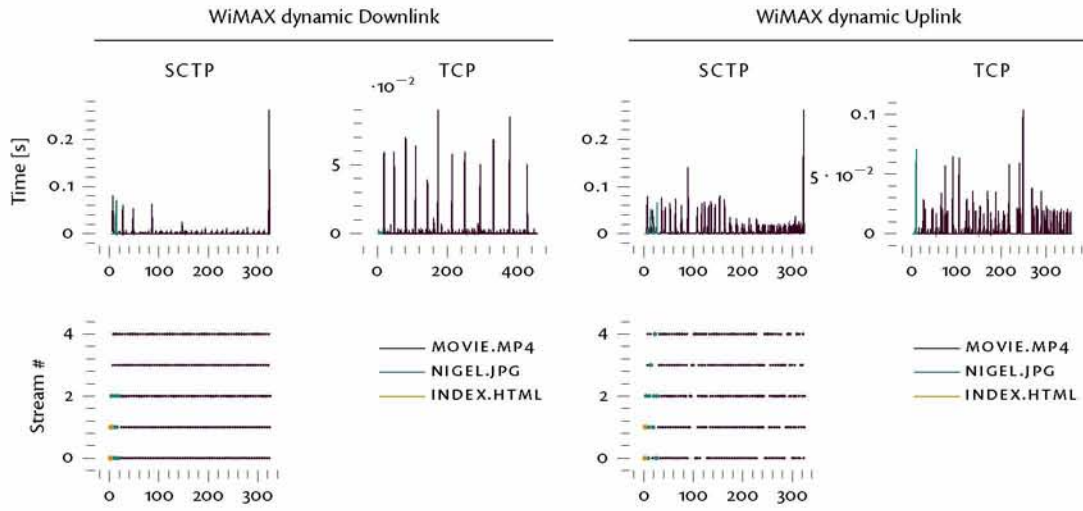 WiMAX dynamic Downlink
WiMAX dynamic Uplink
SCTP
TCP
SCTP
TCP
Time [s]
0.2
0.1
0
0
100
200
300
·10⁻²
5
0
0
200
400
0.2
0.1
0
0
100
200
300
0.1
5 · 10⁻²
0
0
100
200
300
Stream #
4
2
0
0
100
200
300
MOVIE.MP4
NIGEL.JPG
INDEX.HTML
4
2
0
0
100
200
300
MOVIE.MP4
NIGEL.JPG
INDEX.HTML